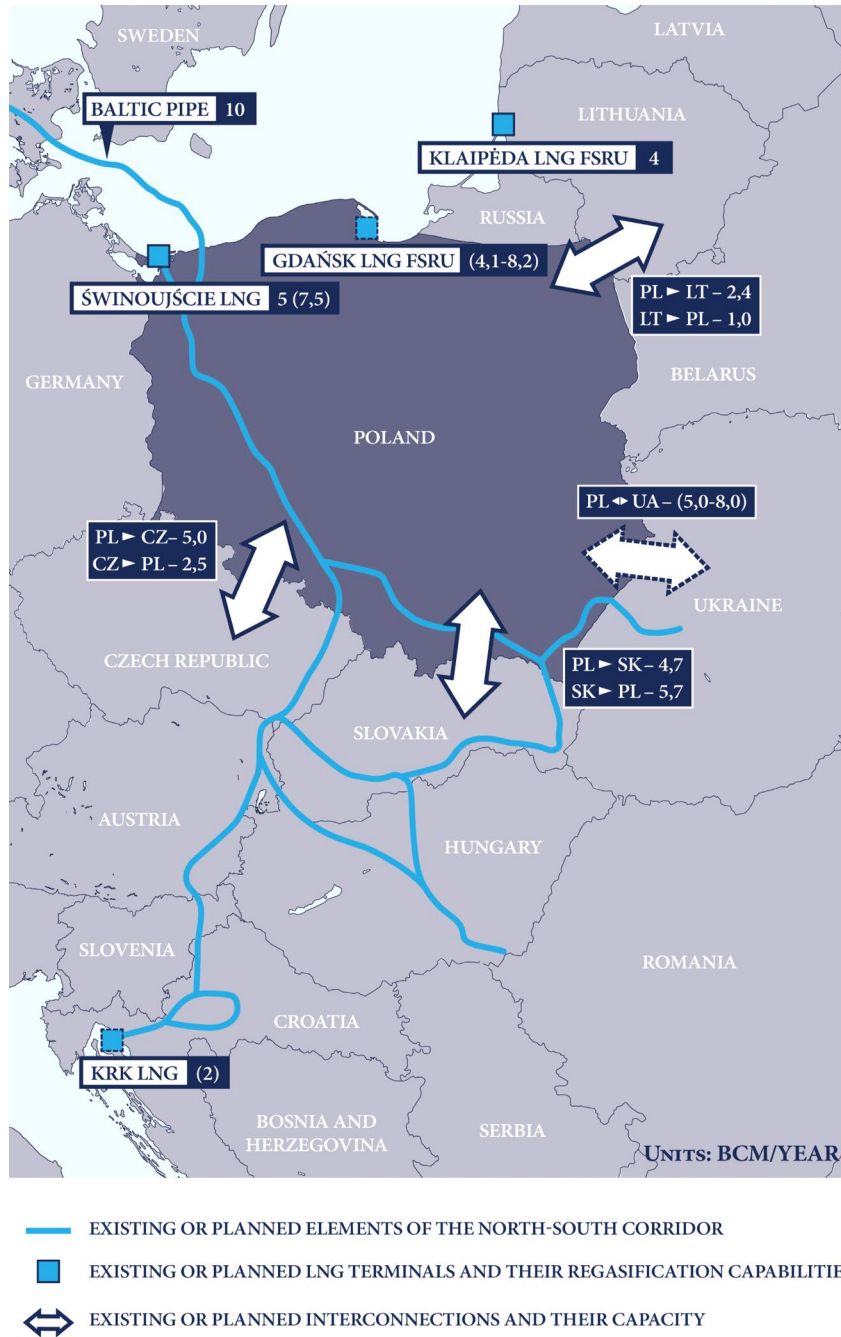 SWEDEN
LATVIA
BALTIC PIPE 10
LITHUANIA
KLAIPĖDA LNG FSRU 4
RUSSIA
GDAŃSK LNG FSRU (4,1-8,2)
ŚWINOUJŚCIE LNG 5 (7,5)
PL ► LT – 2,4
LT ► PL – 1,0
GERMANY
BELARUS
POLAND
PL ◄► UA – (5,0-8,0)
PL ► CZ– 5,0
CZ ► PL – 2,5
UKRAINE
CZECH REPUBLIC
PL ► SK – 4,7
SK ► PL – 5,7
SLOVAKIA
AUSTRIA
HUNGARY
SLOVENIA
ROMANIA
CROATIA
KRK LNG (2)
BOSNIA AND
HERZEGOVINA
SERBIA
UNITS: BCM/YEAR
EXISTING OR PLANNED ELEMENTS OF THE NORTH-SOUTH CORRIDOR
EXISTING OR PLANNED LNG TERMINALS AND THEIR REGASIFICATION CAPABILITIE
EXISTING OR PLANNED INTERCONNECTIONS AND THEIR CAPACITY